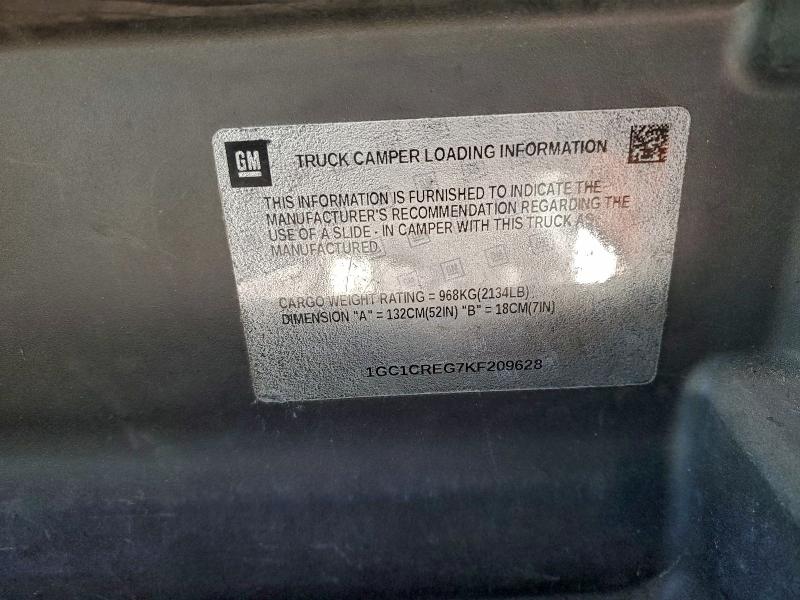 GM
TRUCK CAMPER LOADING INFORMATION
THIS INFORMATION IS FURNISHED TO INDICATE THE
MANUFACTURER'S RECOMMENDATION REGARDING THE
USE OF A SLIDE - IN CAMPER WITH THIS TRUCK AS
MANUFACTURED.
CARGO WEIGHT RATING = 968KG(2134LB)
DIMENSION "A" = 132CM(52IN) "B" = 18CM(7IN)
1GC1CREG7KF209628